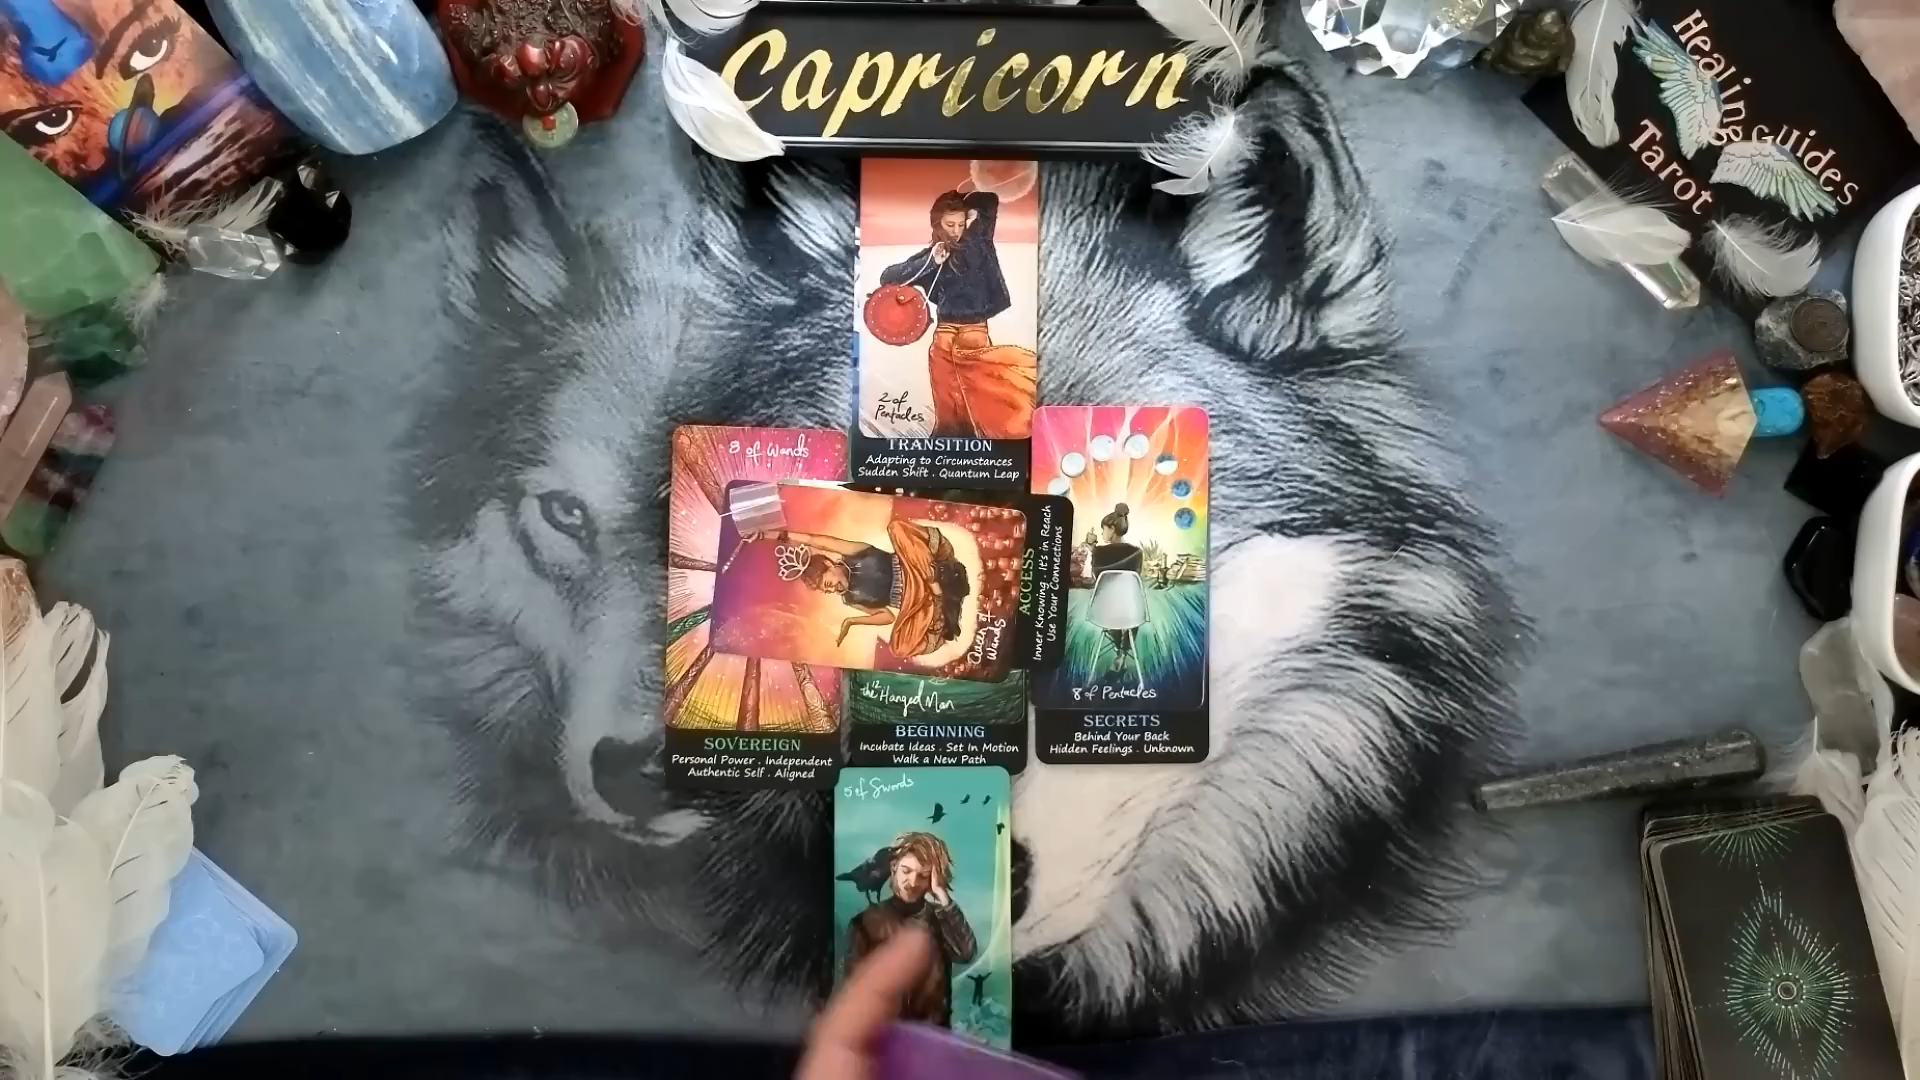 Capricorn
Healing Guides
Tarot
2 of
Pentacles
TRANSITION
Adapting to Circumstances
Sudden Shift . Quantum Leap
8 of Wands
SOVEREIGN
Personal Power . Independent
Authentic Self . Aligned
Queen of
Wands
ACCESS
Inner Knowing . It's in Reach
Use Your Connections
12
the Hanged Man
BEGINNING
Incubate Ideas . Set In Motion
Walk a New Path
8 of Pentacles
SECRETS
Behind Your Back
Hidden Feelings . Unknown
5 of Swords